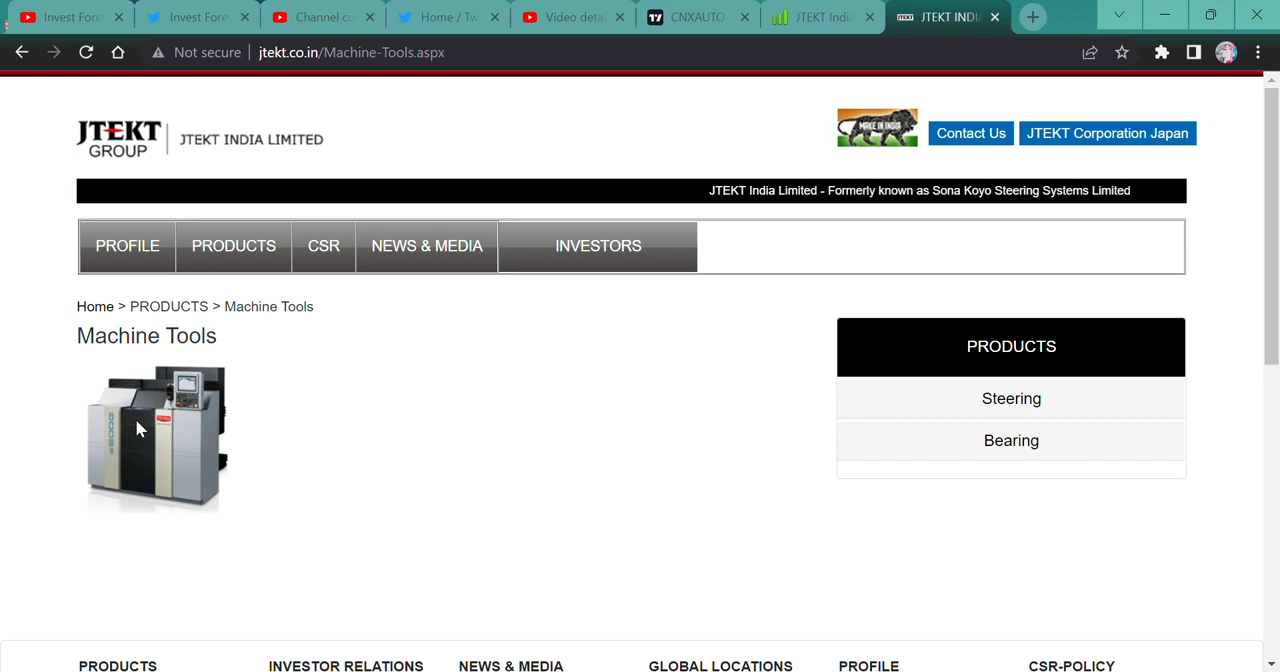 Invest Fore
Invest Fore
Channel co
Home / Tw
Video deta
CNXAUTO
JTEKT India
JTEKT INDI
Not secure
jtekt.co.in/Machine-Tools.aspx
JTEKT
GROUP
JTEKT INDIA LIMITED
MAKE IN INDIA
Contact Us
JTEKT Corporation Japan
JTEKT India Limited - Formerly known as Sona Koyo Steering Systems Limited
PROFILE
PRODUCTS
CSR
NEWS & MEDIA
INVESTORS
Home > PRODUCTS > Machine Tools
Machine Tools
PRODUCTS
Steering
Bearing
PRODUCTS
INVESTOR RELATIONS
NEWS & MEDIA
GLOBAL LOCATIONS
PROFILE
CSR-POLICY